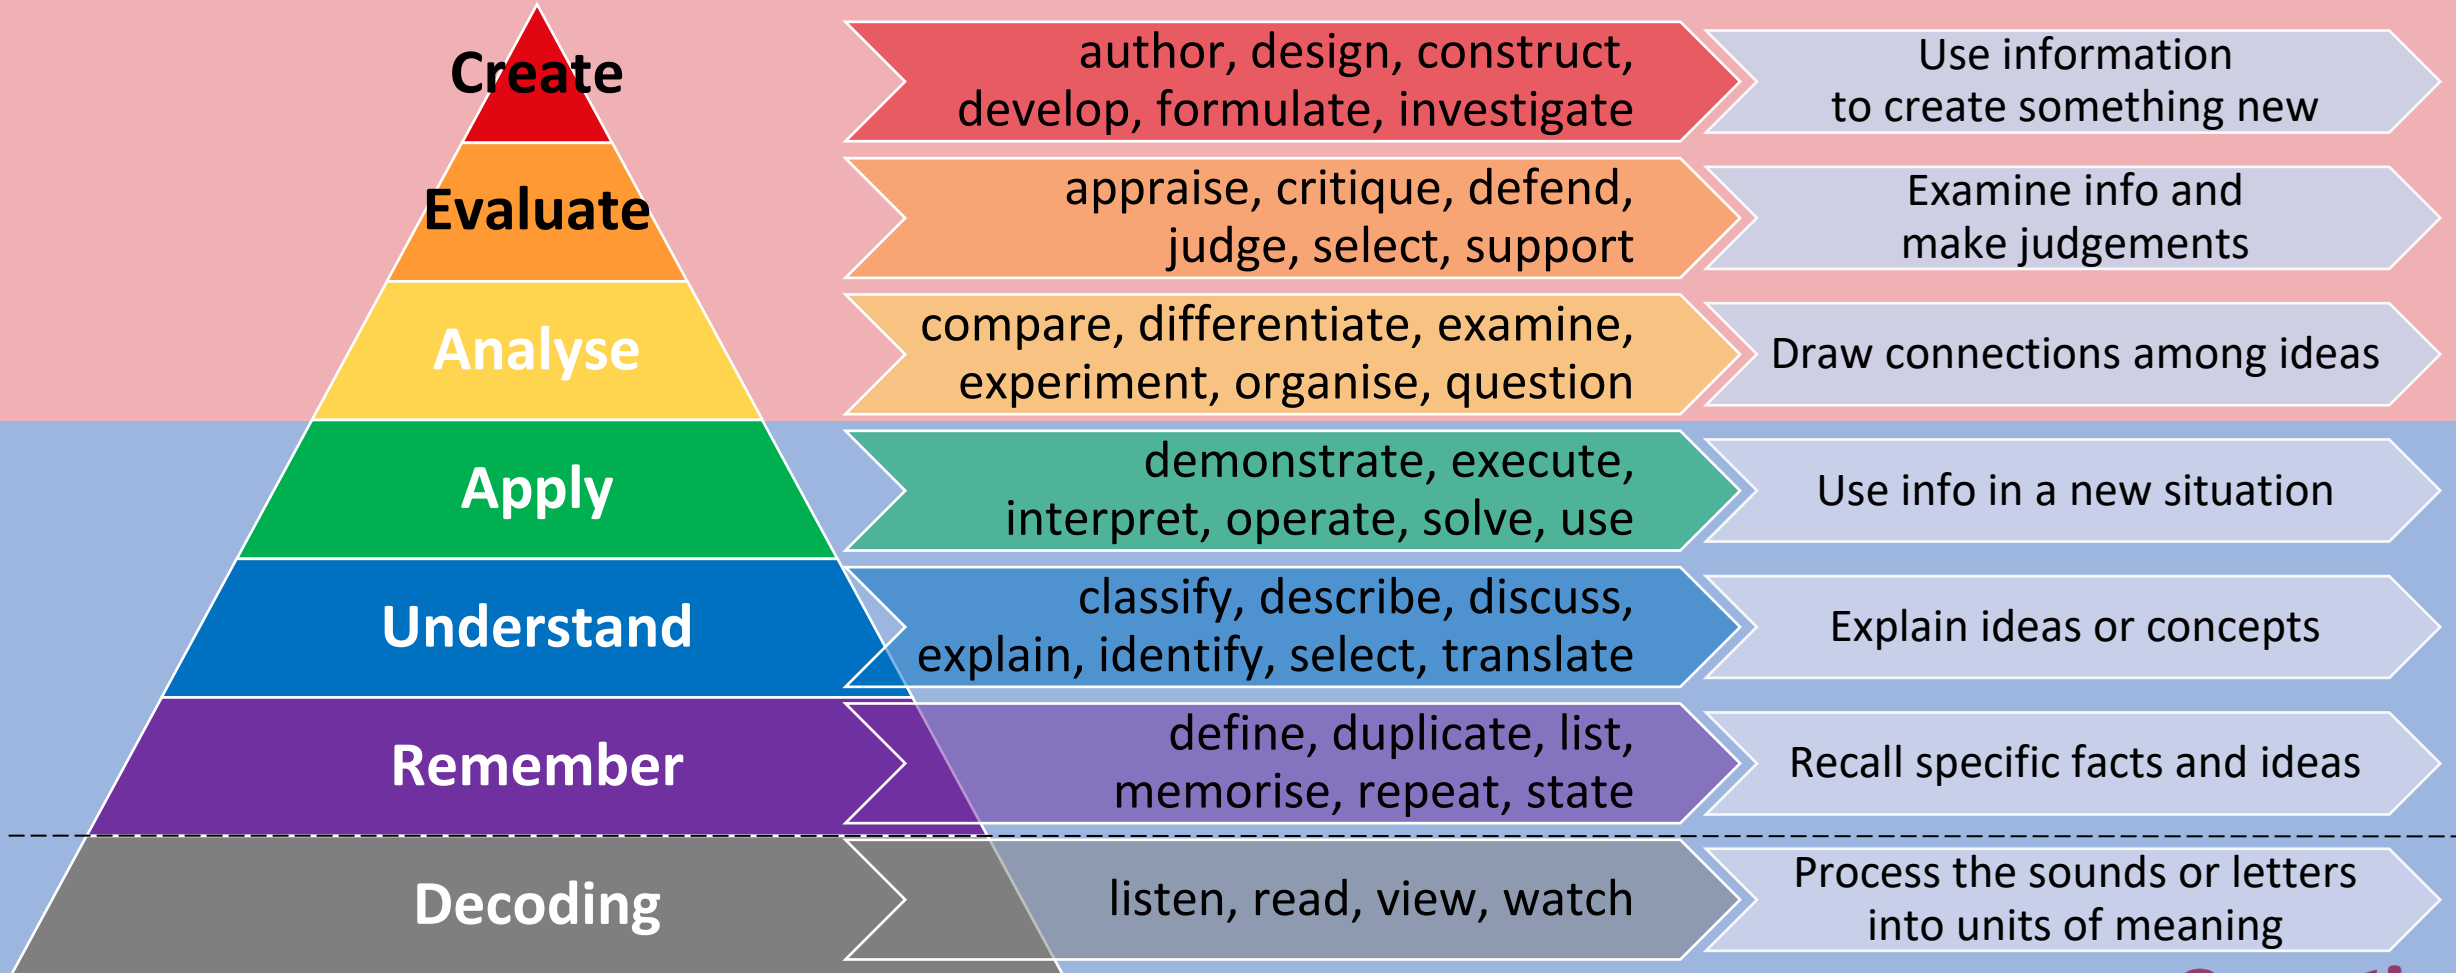 Create
author, design, construct,
develop, formulate, investigate
Use information
to create something new
Evaluate
appraise, critique, defend,
judge, select, support
Examine info and
make judgements
Analyse
compare, differentiate, examine,
experiment, organise, question
Draw connections among ideas
Apply
demonstrate, execute,
interpret, operate, solve, use
Use info in a new situation
Understand
classify, describe, discuss,
explain, identify, select, translate
Explain ideas or concepts
Remember
define, duplicate, list,
memorise, repeat, state
Recall specific facts and ideas
Decoding
listen, read, view, watch
Process the sounds or letters
into units of meaning